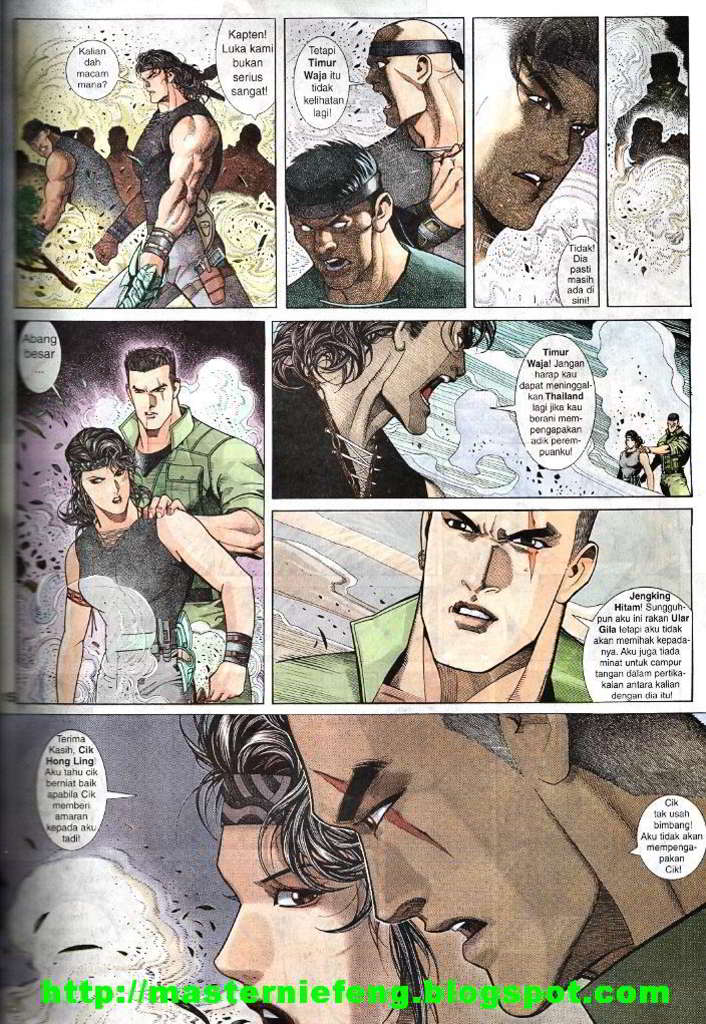 Kalian
dah
macam
mana?
Kapten!
Luka kami
bukan
serius
sangat!
Tetapi
Timur
Waja itu
tidak
kelihatan
lagi!
Tidak!
Dia
pasti
masih
ada di
sini!
Abang
besar
...
Timur
Waja! Jangan
harap kau
dapat meninggal-
kan Thailand
lagi jika kau
berani mem-
pengapakan
adik perem-
puanku!
Jengking
Hitam! Sungguh-
pun aku ini rakan Ular
Gila tetapi aku tidak
akan memihak kepada-
nya. Aku juga tiada
minat untuk campur
tangan dalam pertika-
kaian antara kalian
dengan dia itu!
Terima
Kasih, Cik
Hong Ling!
Aku tahu cik
berniat baik
apabila Cik
memberi
amaran
kepada aku
tadi!
Cik
tak usah
bimbang!
Aku tidak akan
mempenga-
pakan
Cik!
http://masterniefeng.blogspot.com